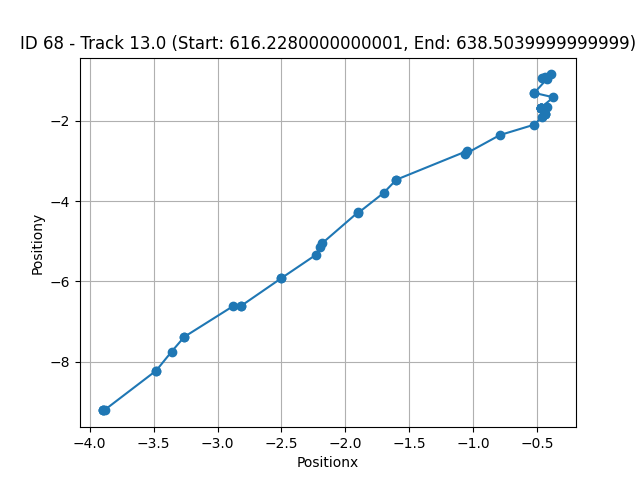 ID 68 - Track 13.0 (Start: 616.2280000000001, End: 638.5039999999999)
−2
−4
−6
−8
Positiony
−4.0 −3.5 −3.0 −2.5 −2.0 −1.5 −1.0 −0.5
Positionx